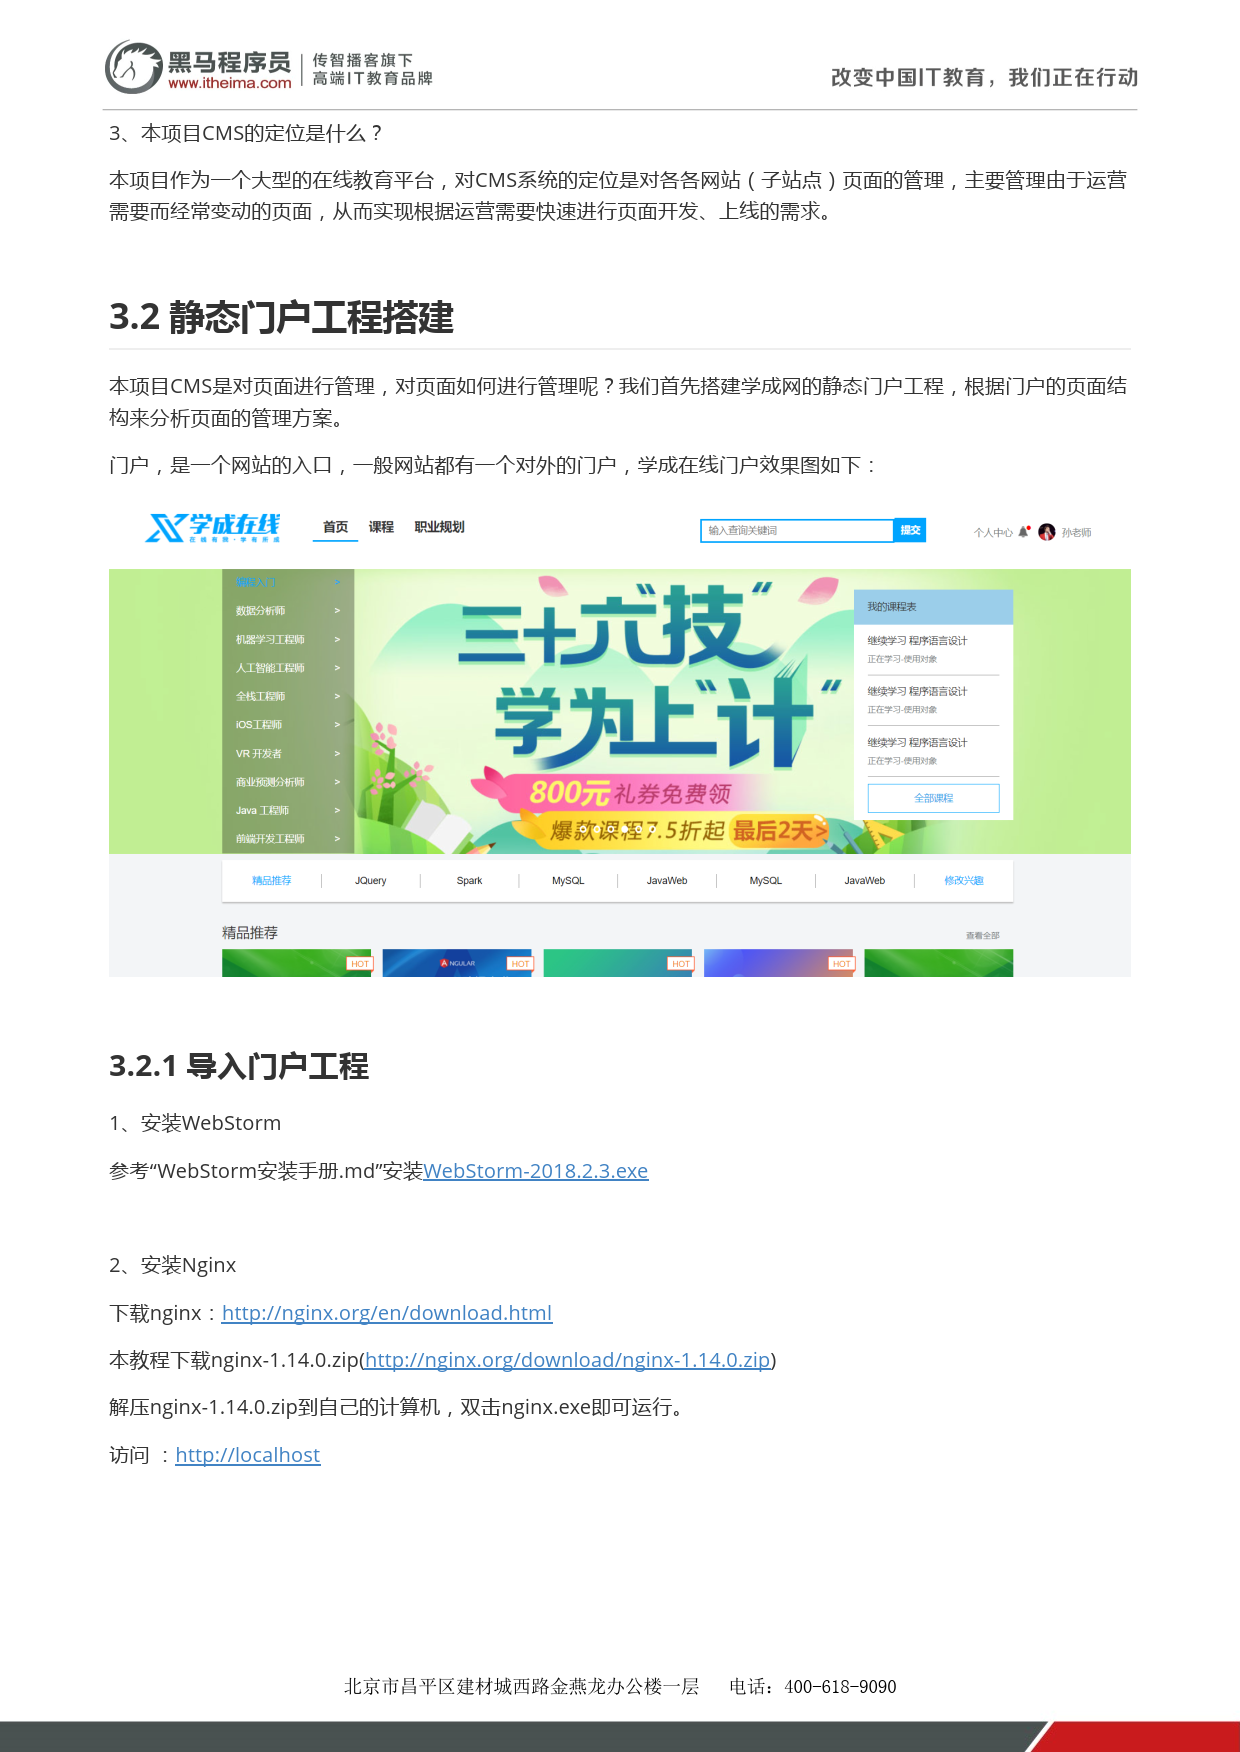 黑马程序员
www.itheima.com
传智播客旗下
高端IT教育品牌
改变中国IT教育，我们正在行动
3、本项目CMS的定位是什么？
本项目作为一个大型的在线教育平台，对CMS系统的定位是对各各网站（子站点）页面的管理，主要管理由于运营
需要而经常变动的页面，从而实现根据运营需要快速进行页面开发、上线的需求。
3.2 静态门户工程搭建
本项目CMS是对页面进行管理，对页面如何进行管理呢？我们首先搭建学成网的静态门户工程，根据门户的页面结
构来分析页面的管理方案。
门户，是一个网站的入口，一般网站都有一个对外的门户，学成在线门户效果图如下：
学成在线
在线有限·学有所成
首页 课程 职业规划
输入查询关键词 提交
个人中心 孙老师
课程入门 >
数据分析师 >
机器学习工程师 >
人工智能工程师 >
全栈工程师 >
iOS工程师 >
VR 开发者 >
商业预测分析师 >
Java 工程师 >
前端开发工程师 >
三十六“技”
学为上“计”
800元礼券免费领
爆款课程7.5折起 最后2天>
我的课程表
继续学习 程序语言设计
正在学习-使用对象
继续学习 程序语言设计
正在学习-使用对象
继续学习 程序语言设计
正在学习-使用对象
全部课程
精品推荐 JQuery Spark MySQL JavaWeb MySQL JavaWeb 修改兴趣
精品推荐 查看全部
HOT ANGULAR HOT HOT HOT
3.2.1 导入门户工程
1、安装WebStorm
参考“WebStorm安装手册.md”安装WebStorm-2018.2.3.exe
2、安装Nginx
下载nginx：http://nginx.org/en/download.html
本教程下载nginx-1.14.0.zip(http://nginx.org/download/nginx-1.14.0.zip)
解压nginx-1.14.0.zip到自己的计算机，双击nginx.exe即可运行。
访问 ：http://localhost
北京市昌平区建材城西路金燕龙办公楼一层 电话：400-618-9090